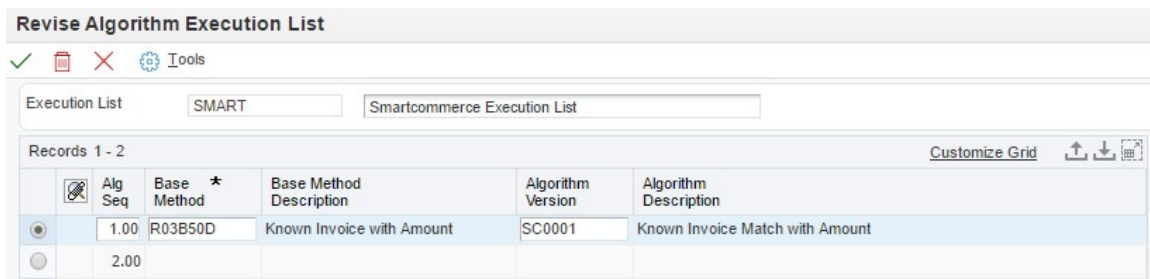 Revise Algorithm Execution List
Tools
Execution List SMART Smartcommerce Execution List
Records 1 - 2 Customize Grid
Alg Seq Base * Method Base Method Description Algorithm Version Algorithm Description
1.00 R03B50D Known Invoice with Amount SC0001 Known Invoice Match with Amount
2.00